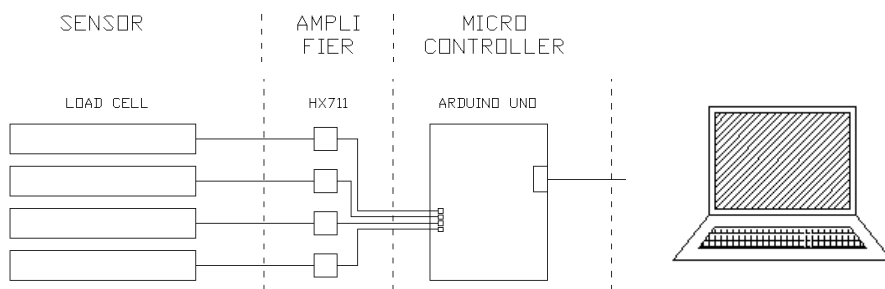 SENSOR
AMPLI
FIER
MICRO
CONTROLLER
LOAD CELL
HX711
ARDUINO UNO